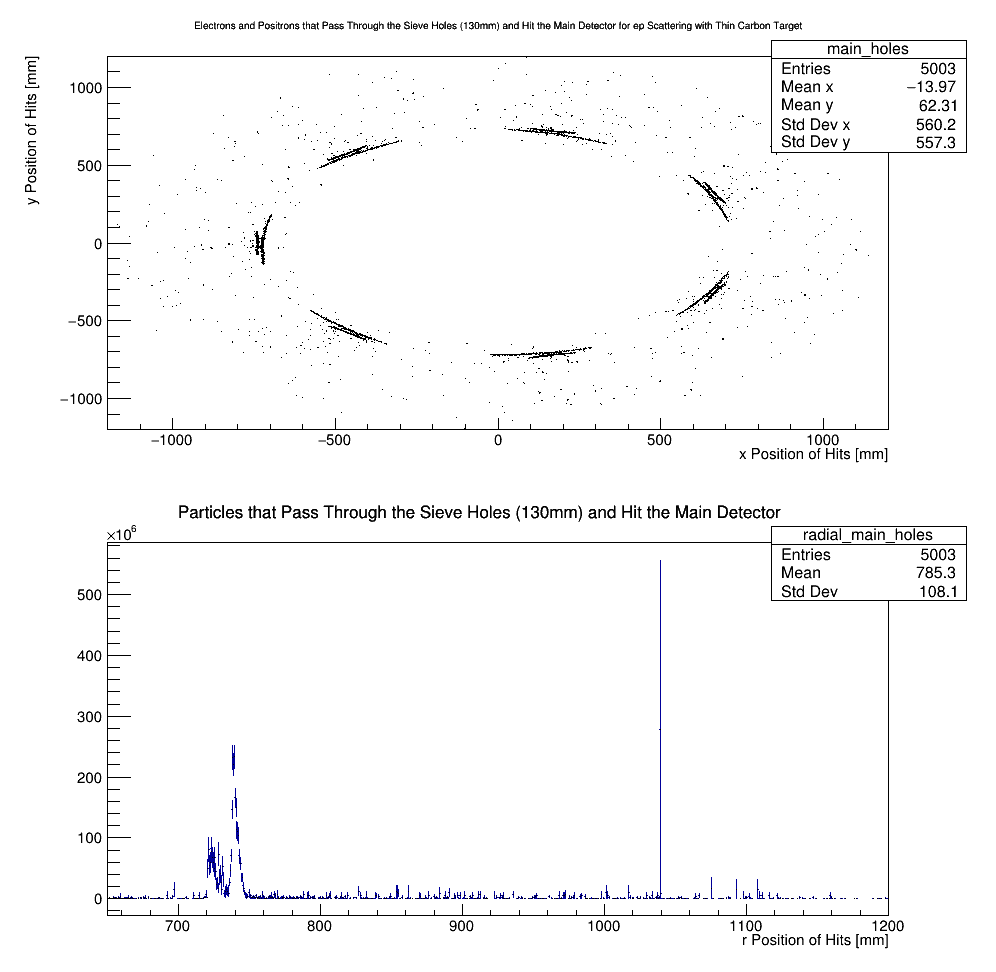 Electrons and Positrons that Pass Through the Sieve Holes (130mm) and Hit the Main Detector for ep Scattering with Thin Carbon Target
main_holes
Entries 5003
Mean x −13.97
Mean y 62.31
Std Dev x 560.2
Std Dev y 557.3
y Position of Hits [mm]
1000
500
0
−500
−1000
−1000 −500 0 500 1000
x Position of Hits [mm]
Particles that Pass Through the Sieve Holes (130mm) and Hit the Main Detector
×10⁶
radial_main_holes
Entries 5003
Mean 785.3
Std Dev 108.1
500
400
300
200
100
0
700 800 900 1000 1100 1200
r Position of Hits [mm]